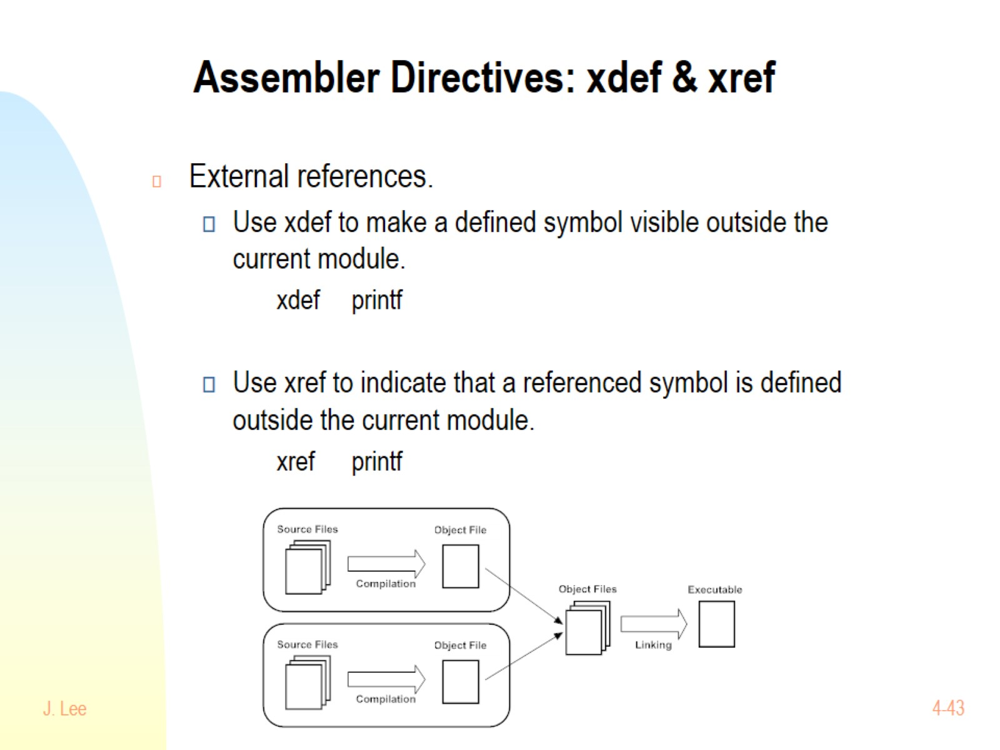 Assembler Directives: xdef & xref
External references.
Use xdef to make a defined symbol visible outside the
current module.
xdef printf
Use xref to indicate that a referenced symbol is defined
outside the current module.
xref printf
Source Files
Object File
Compilation
Source Files
Object File
Compilation
Object Files
Executable
Linking
J. Lee
4-43